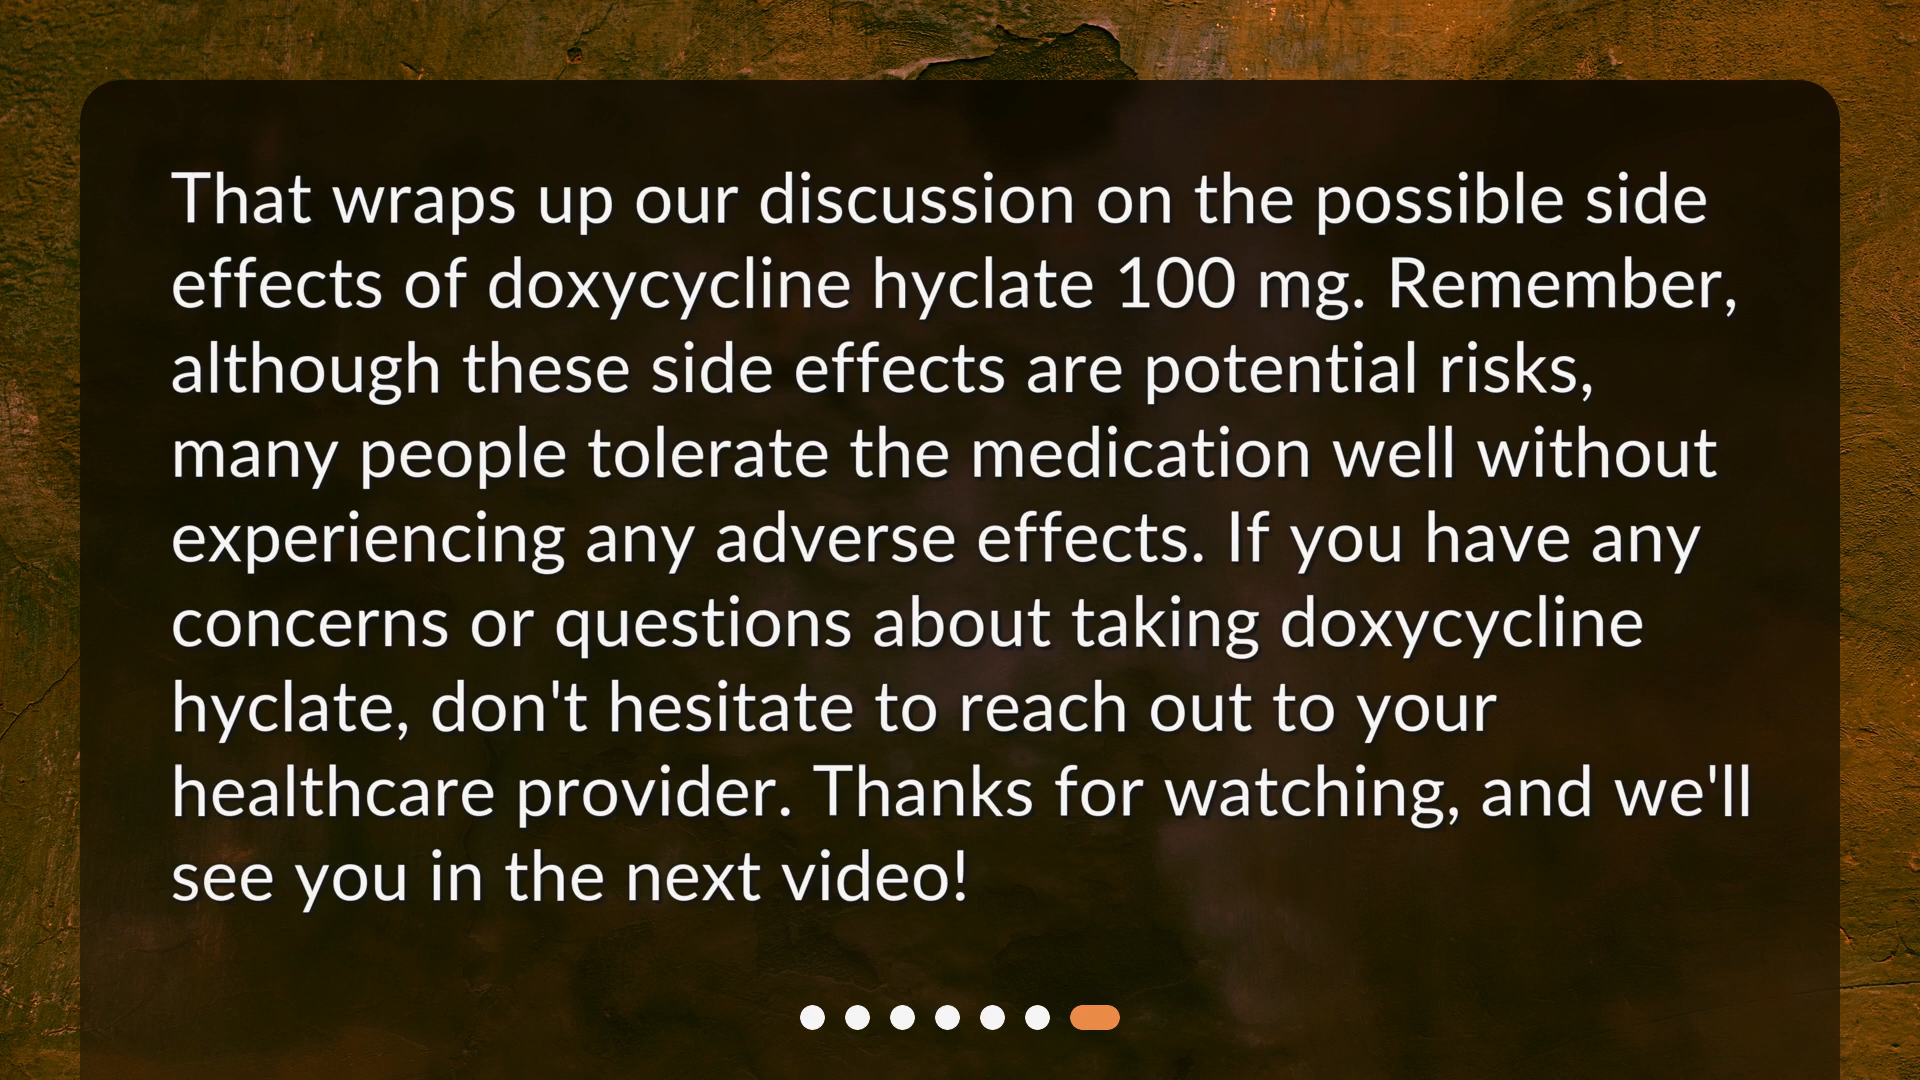 That wraps up our discussion on the possible side
effects of doxycycline hyclate 100 mg. Remember,
although these side effects are potential risks,
many people tolerate the medication well without
experiencing any adverse effects. If you have any
concerns or questions about taking doxycycline
hyclate, don't hesitate to reach out to your
healthcare provider. Thanks for watching, and we'll
see you in the next video!